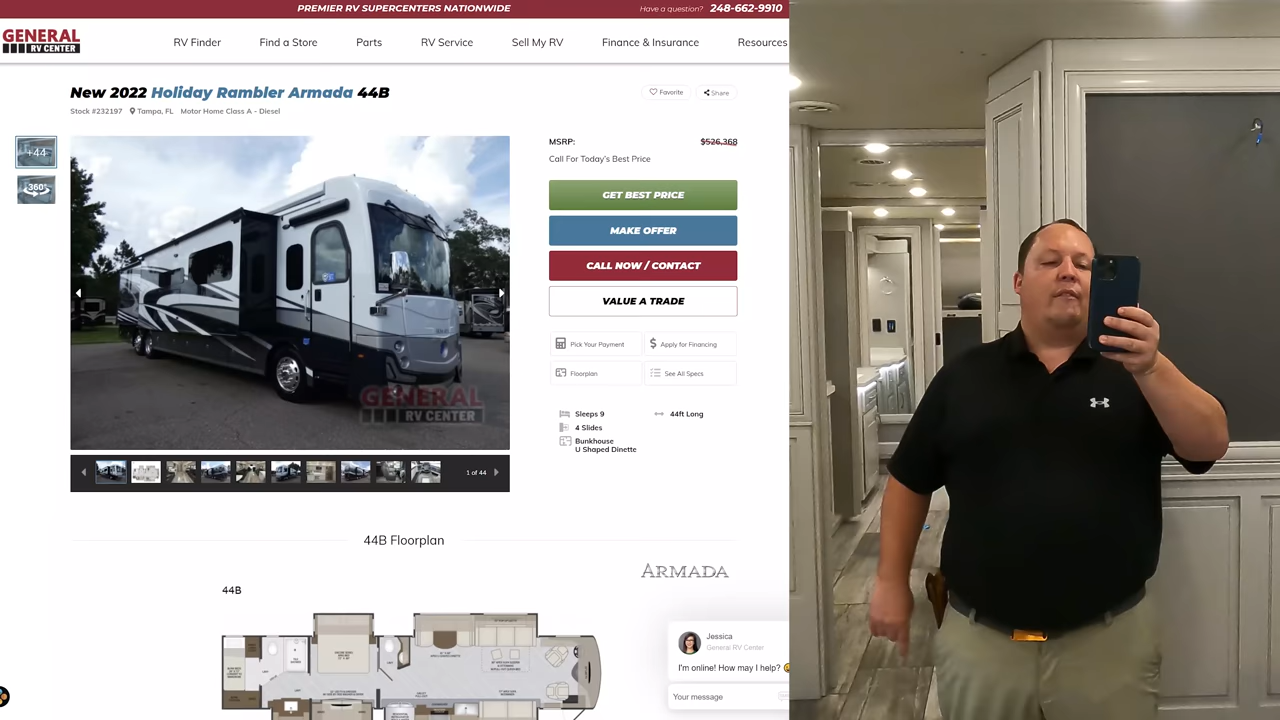 PREMIER RV SUPERCENTERS NATIONWIDE
Have a question? 248-662-9910
GENERAL
RV CENTER
RV Finder
Find a Store
Parts
RV Service
Sell My RV
Finance & Insurance
Resources
New 2022 Holiday Rambler Armada 44B
Favorite
Share
Stock #232197 Tampa, FL Motor Home Class A - Diesel
+44
360°
MSRP: $526,368
Call For Today's Best Price
GET BEST PRICE
MAKE OFFER
CALL NOW / CONTACT
VALUE A TRADE
Pick Your Payment
Apply for Financing
Floorplan
See All Specs
Sleeps 9
44ft Long
4 Slides
Bunkhouse
U Shaped Dinette
GENERAL
RV CENTER
1 of 44
44B Floorplan
ARMADA
44B
Jessica
General RV Center
I'm online! How may I help?
Your message